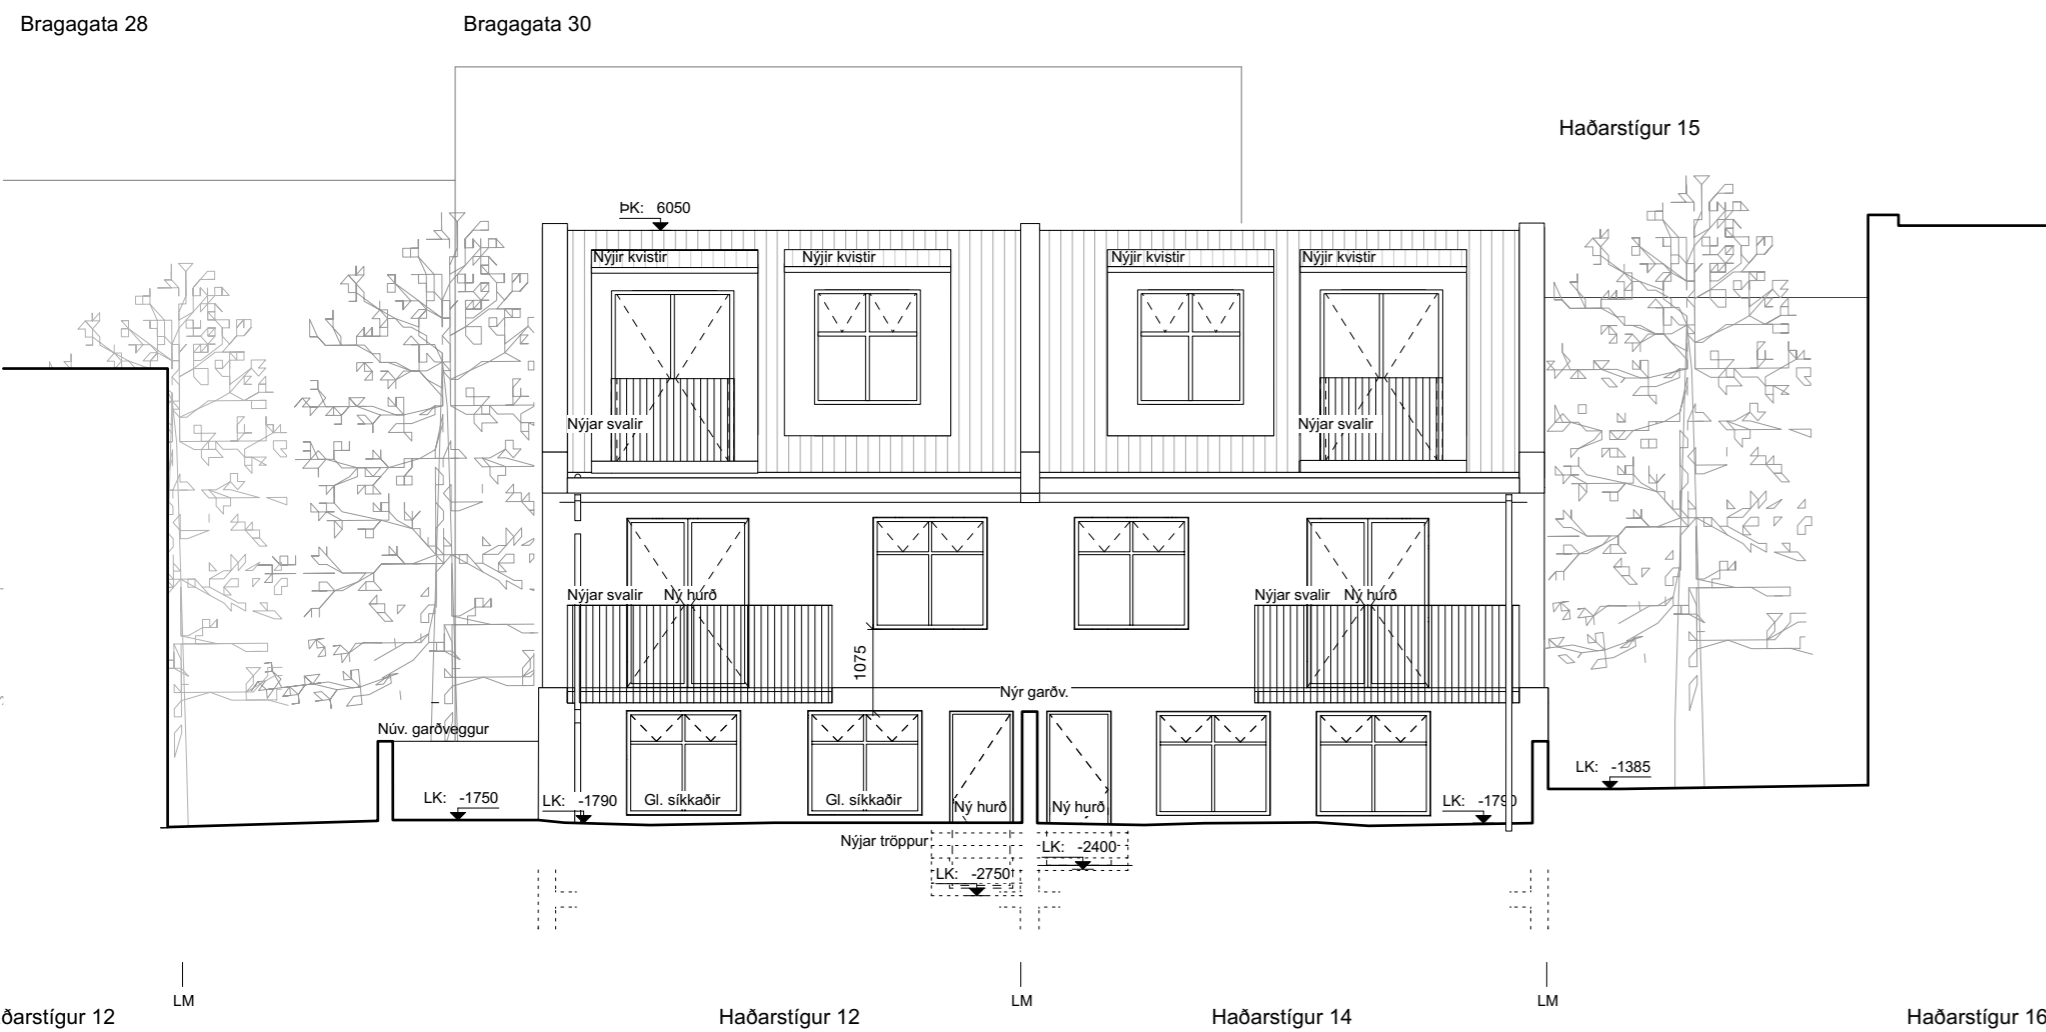 Bragagata 28
Bragagata 30
Haðarstígur 15
ÞK: 6050
Nýjir kvistir
Nýjir kvistir
Nýjir kvistir
Nýjir kvistir
Nýjar svalir
Nýjar svalir
Nýjar svalir
Ný hurð
Nýjar svalir
Ný hurð
1075
Nýr garðv.
Núv. garðveggur
LK: -1385
LK: -1750
LK: -1790
Gl. síkkaðir
Gl. síkkaðir
Ný hurð
Ný hurð
LK: -1790
Nýjar tröppur
LK: -2400
LK: -2750
LM
LM
LM
ðarstígur 12
Haðarstígur 12
Haðarstígur 14
Haðarstígur 16